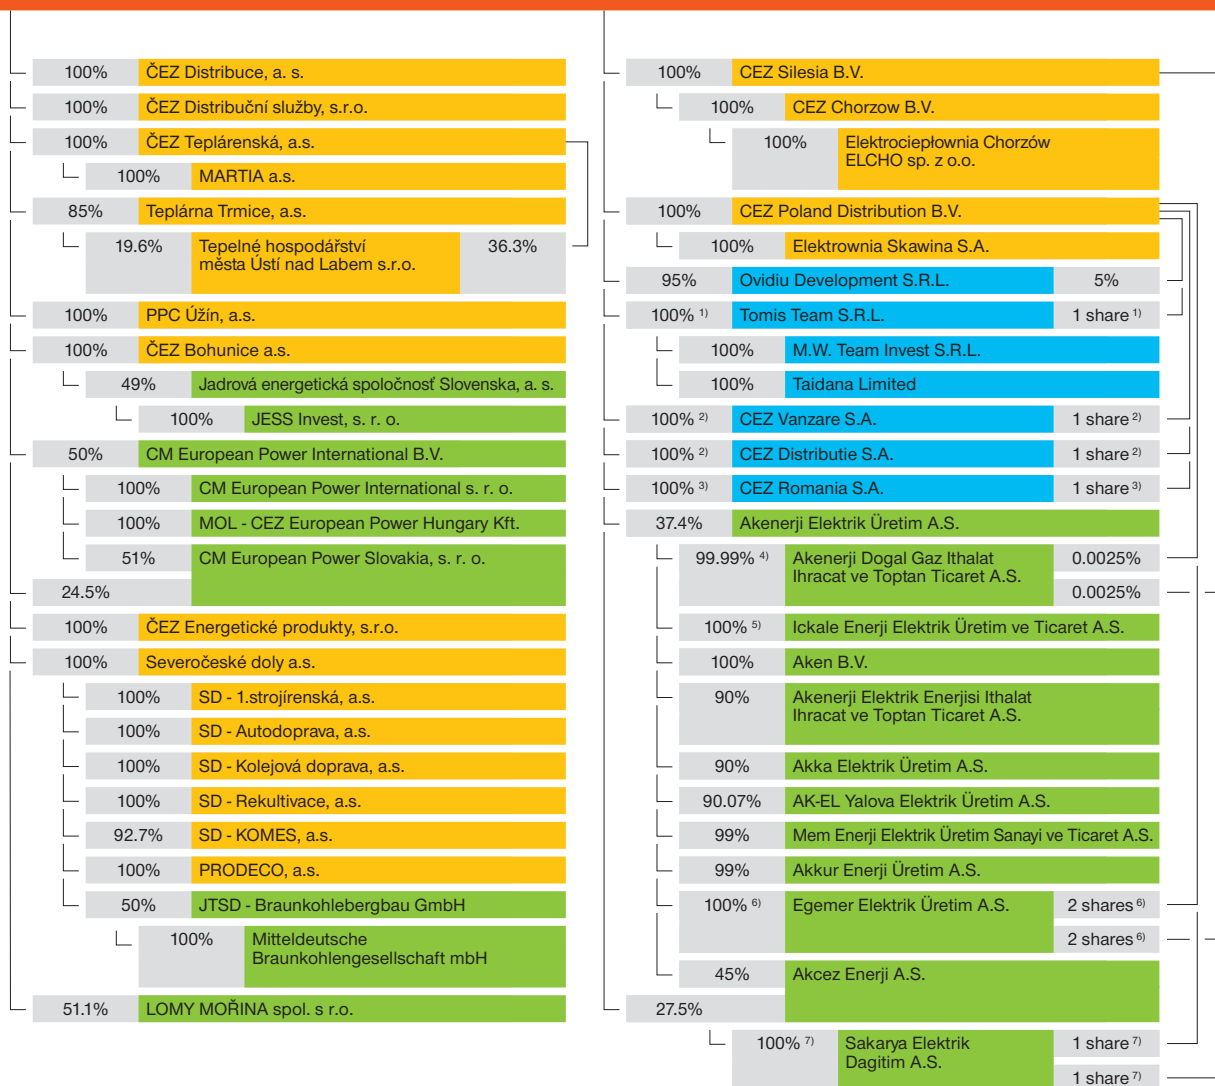 100% ČEZ Distribuce, a. s.
100% ČEZ Distribuční služby, s.r.o.
100% ČEZ Teplárenská, a.s.
100% MARTIA a.s.
85% Teplárna Trmice, a.s.
19.6% Tepelné hospodářství 36.3%
města Ústí nad Labem s.r.o.
100% PPC Úžín, a.s.
100% ČEZ Bohunice a.s.
49% Jadrová energetická spoločnosť Slovenska, a. s.
100% JESS Invest, s. r. o.
50% CM European Power International B.V.
100% CM European Power International s. r. o.
100% MOL - CEZ European Power Hungary Kft.
51% CM European Power Slovakia, s. r. o.
24.5%
100% ČEZ Energetické produkty, s.r.o.
100% Severočeské doly a.s.
100% SD - 1.strojírenská, a.s.
100% SD - Autodoprava, a.s.
100% SD - Kolejová doprava, a.s.
100% SD - Rekultivace, a.s.
92.7% SD - KOMES, a.s.
100% PRODECO, a.s.
50% JTSD - Braunkohlebergbau GmbH
100% Mitteldeutsche
Braunkohlengesellschaft mbH
51.1% LOMY MOŘINA spol. s r.o.
100% CEZ Silesia B.V.
100% CEZ Chorzow B.V.
100% Elektrociepłownia Chorzów
ELCHO sp. z o.o.
100% CEZ Poland Distribution B.V.
100% Elektrownia Skawina S.A.
95% Ovidiu Development S.R.L. 5%
100% 1) Tomis Team S.R.L. 1 share 1)
100% M.W. Team Invest S.R.L.
100% Taidana Limited
100% 2) CEZ Vanzare S.A. 1 share 2)
100% 2) CEZ Distributie S.A. 1 share 2)
100% 3) CEZ Romania S.A. 1 share 3)
37.4% Akenerji Elektrik Üretim A.S.
99.99% 4) Akenerji Dogal Gaz Ithalat 0.0025%
Ihracat ve Toptan Ticaret A.S.
0.0025%
100% 5) Ickale Enerji Elektrik Üretim ve Ticaret A.S.
100% Aken B.V.
90% Akenerji Elektrik Enerjisi Ithalat
Ihracat ve Toptan Ticaret A.S.
90% Akka Elektrik Üretim A.S.
90.07% AK-EL Yalova Elektrik Üretim A.S.
99% Mem Enerji Elektrik Üretim Sanayi ve Ticaret A.S.
99% Akkur Enerji Üretim A.S.
100% 6) Egemer Elektrik Üretim A.S. 2 shares 6)
2 shares 6)
45% Akcez Enerji A.S.
27.5%
100% 7) Sakarya Elektrik 1 share 7)
Dagitim A.S.
1 share 7)